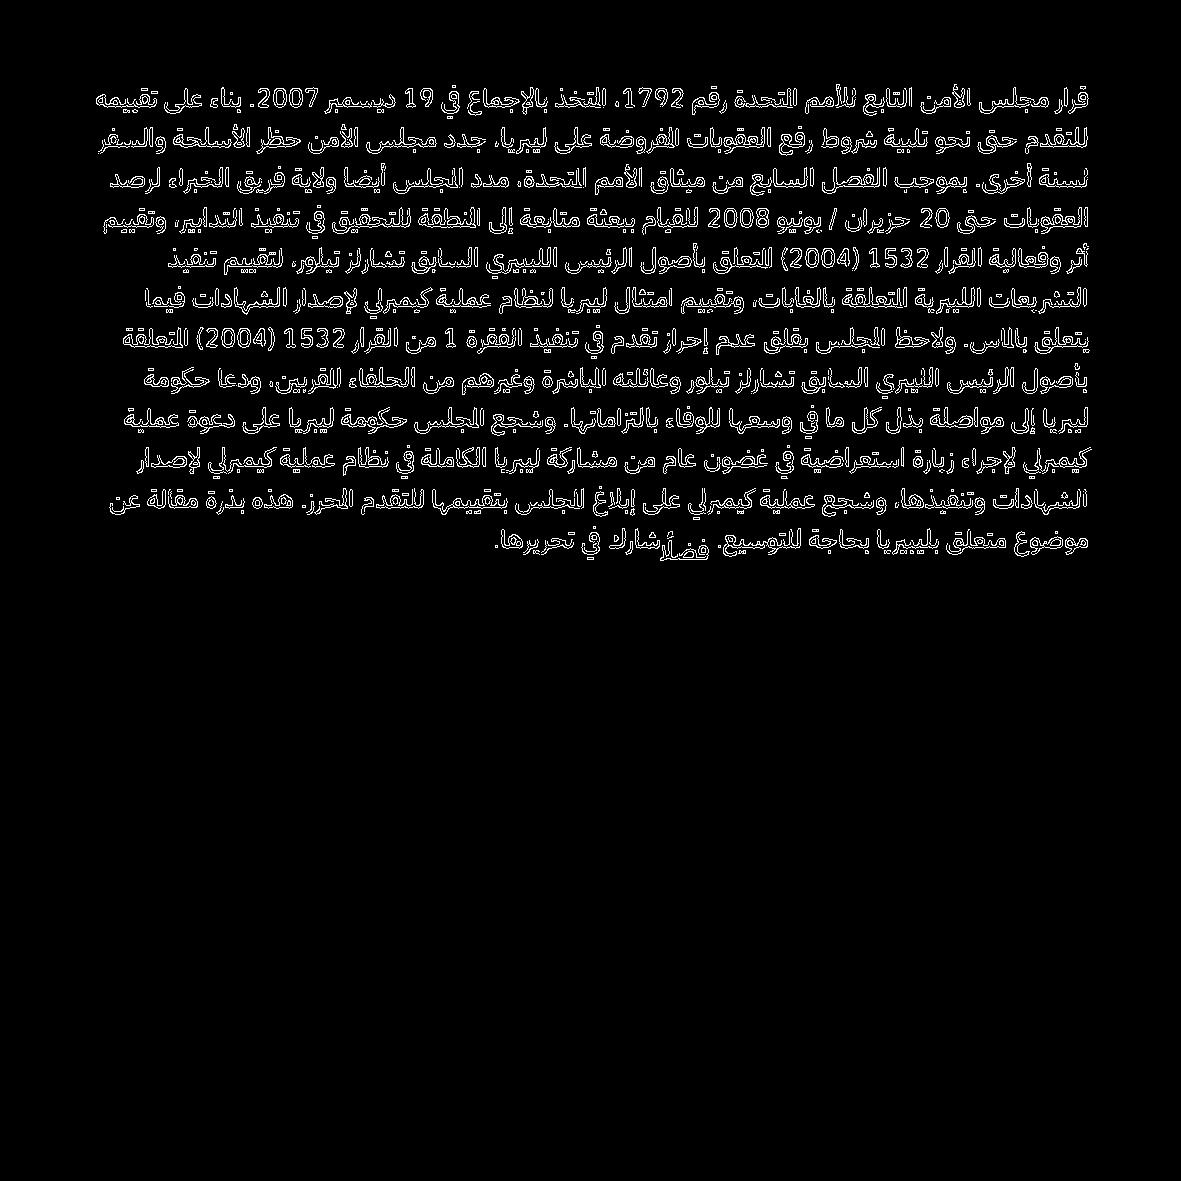 قرار مجلس الأمن التابع للأمم المتحدة رقم 1792، المتخذ بالإجماع في 19 ديسمبر 2007. بناء على تقييمه
للتقدم حتى نحو تلبية شروط رفع العقوبات المفروضة على ليبريا، جدد مجلس الأمن حظر الأسلحة والسفر
لسنة أخرى. بموجب الفصل السابع من ميثاق الأمم المتحدة، مدد المجلس أيضا ولاية فريق الخبراء لرصد
العقوبات حتى 20 حزيران / يونيو 2008 للقيام ببعثة متابعة إلى المنطقة للتحقيق في تنفيذ التدابير، وتقييم
أثر وفعالية القرار 1532 (2004) المتعلق بأصول الرئيس الليبيري السابق تشارلز تيلور، لتقييم تنفيذ
التشريعات الليبرية المتعلقة بالغابات، وتقييم امتثال ليبريا لنظام عملية كيمبرلي لإصدار الشهادات فيما
يتعلق بالماس. ولاحظ المجلس بقلق عدم إحراز تقدم في تنفيذ الفقرة 1 من القرار 1532 (2004) المتعلقة
بأصول الرئيس الليبيري السابق تشارلز تيلور وعائلته المباشرة وغيرهم من الحلفاء المقربين، ودعا حكومة
ليبريا إلى مواصلة بذل كل ما في وسعها للوفاء بالتزاماتها. وشجع المجلس حكومة ليبريا على دعوة عملية
كيمبرلي لإجراء زيارة استعراضية في غضون عام من مشاركة ليبريا الكاملة في نظام عملية كيمبرلي لإصدار
الشهادات وتنفيذها، وشجع عملية كيمبرلي على إبلاغ المجلس بتقييمها للتقدم المحرز. هذه بذرة مقالة عن
موضوع متعلق بليبيريا بحاجة للتوسيع. فضلًا شارك في تحريرها.